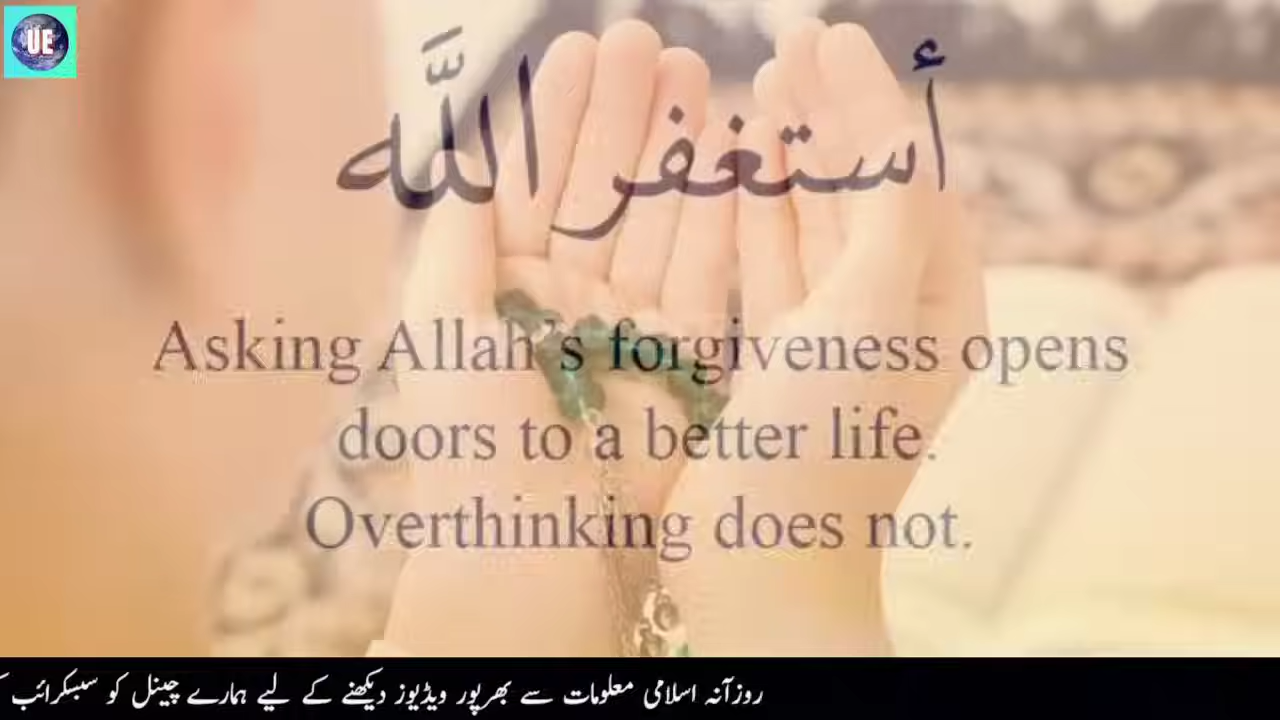 UE
أستغفر اللَّه
Asking Allah's forgiveness opens
doors to a better life.
Overthinking does not.
روزآنہ اسلامی معلومات سے بھرپور ویڈیوز دیکھنے کے لیے ہمارے چینل کو سبسکرائب